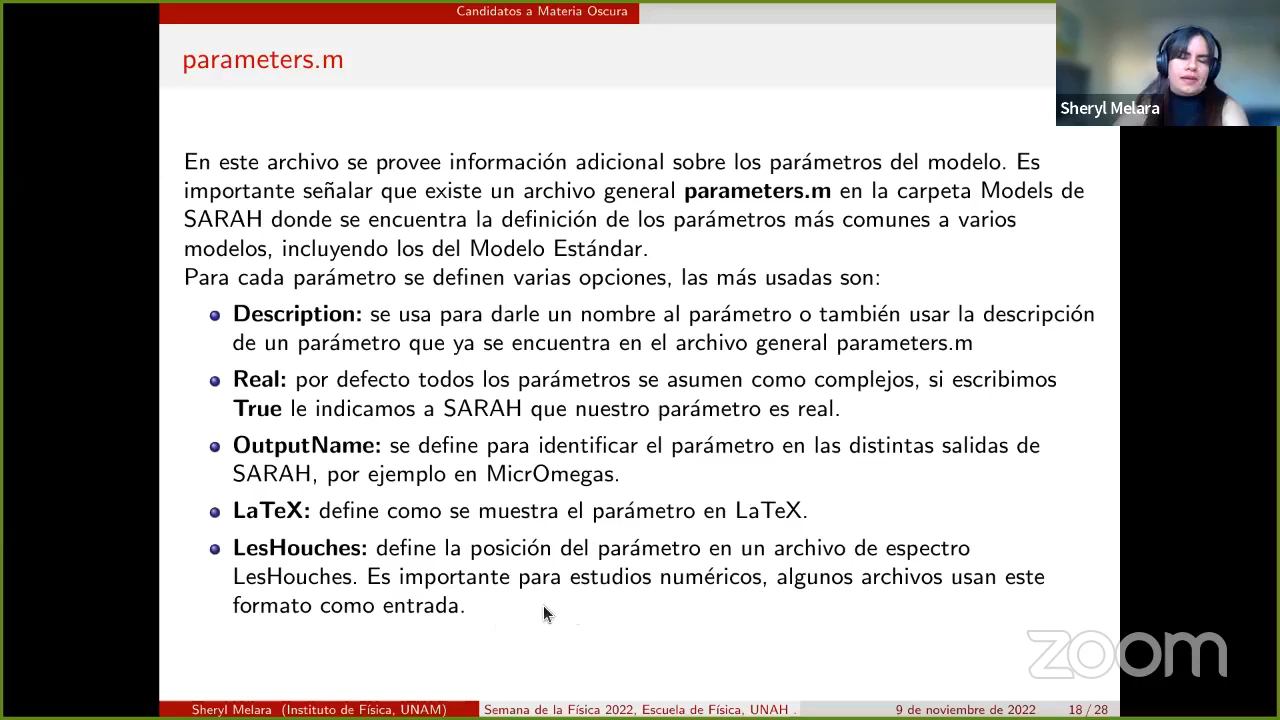 Candidatos a Materia Oscura
parameters.m
Sheryl Melara
En este archivo se provee información adicional sobre los parámetros del modelo. Es
importante señalar que existe un archivo general parameters.m en la carpeta Models de
SARAH donde se encuentra la definición de los parámetros más comunes a varios
modelos, incluyendo los del Modelo Estándar.
Para cada parámetro se definen varias opciones, las más usadas son:
Description: se usa para darle un nombre al parámetro o también usar la descripción
de un parámetro que ya se encuentra en el archivo general parameters.m
Real: por defecto todos los parámetros se asumen como complejos, si escribimos
True le indicamos a SARAH que nuestro parámetro es real.
OutputName: se define para identificar el parámetro en las distintas salidas de
SARAH, por ejemplo en MicrOmegas.
LaTeX: define como se muestra el parámetro en LaTeX.
LesHouches: define la posición del parámetro en un archivo de espectro
LesHouches. Es importante para estudios numéricos, algunos archivos usan este
formato como entrada.
zoom
Sheryl Melara (Instituto de Física, UNAM)
Semana de la Física 2022, Escuela de Física, UNAH .
9 de noviembre de 2022
18 / 28